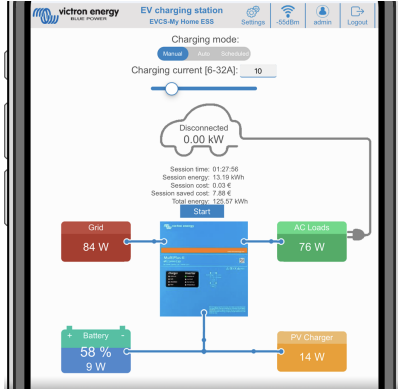 victron energy
BLUE POWER
EV charging station
EVCS-My Home ESS
Settings
-55dBm
admin
Logout
Charging mode:
Manual Auto Scheduled
Charging current [6-32A]: 10
Disconnected
0.00 kW
Session time: 01:27:56
Session energy: 13.19 kWh
Session cost: 0.03 €
Session saved cost: 7.88 €
Total energy: 125.57 kWh
Start
Grid
84 W
victron energy
AC Loads
76 W
+ Battery -
58 %
9 W
PV Charger
14 W